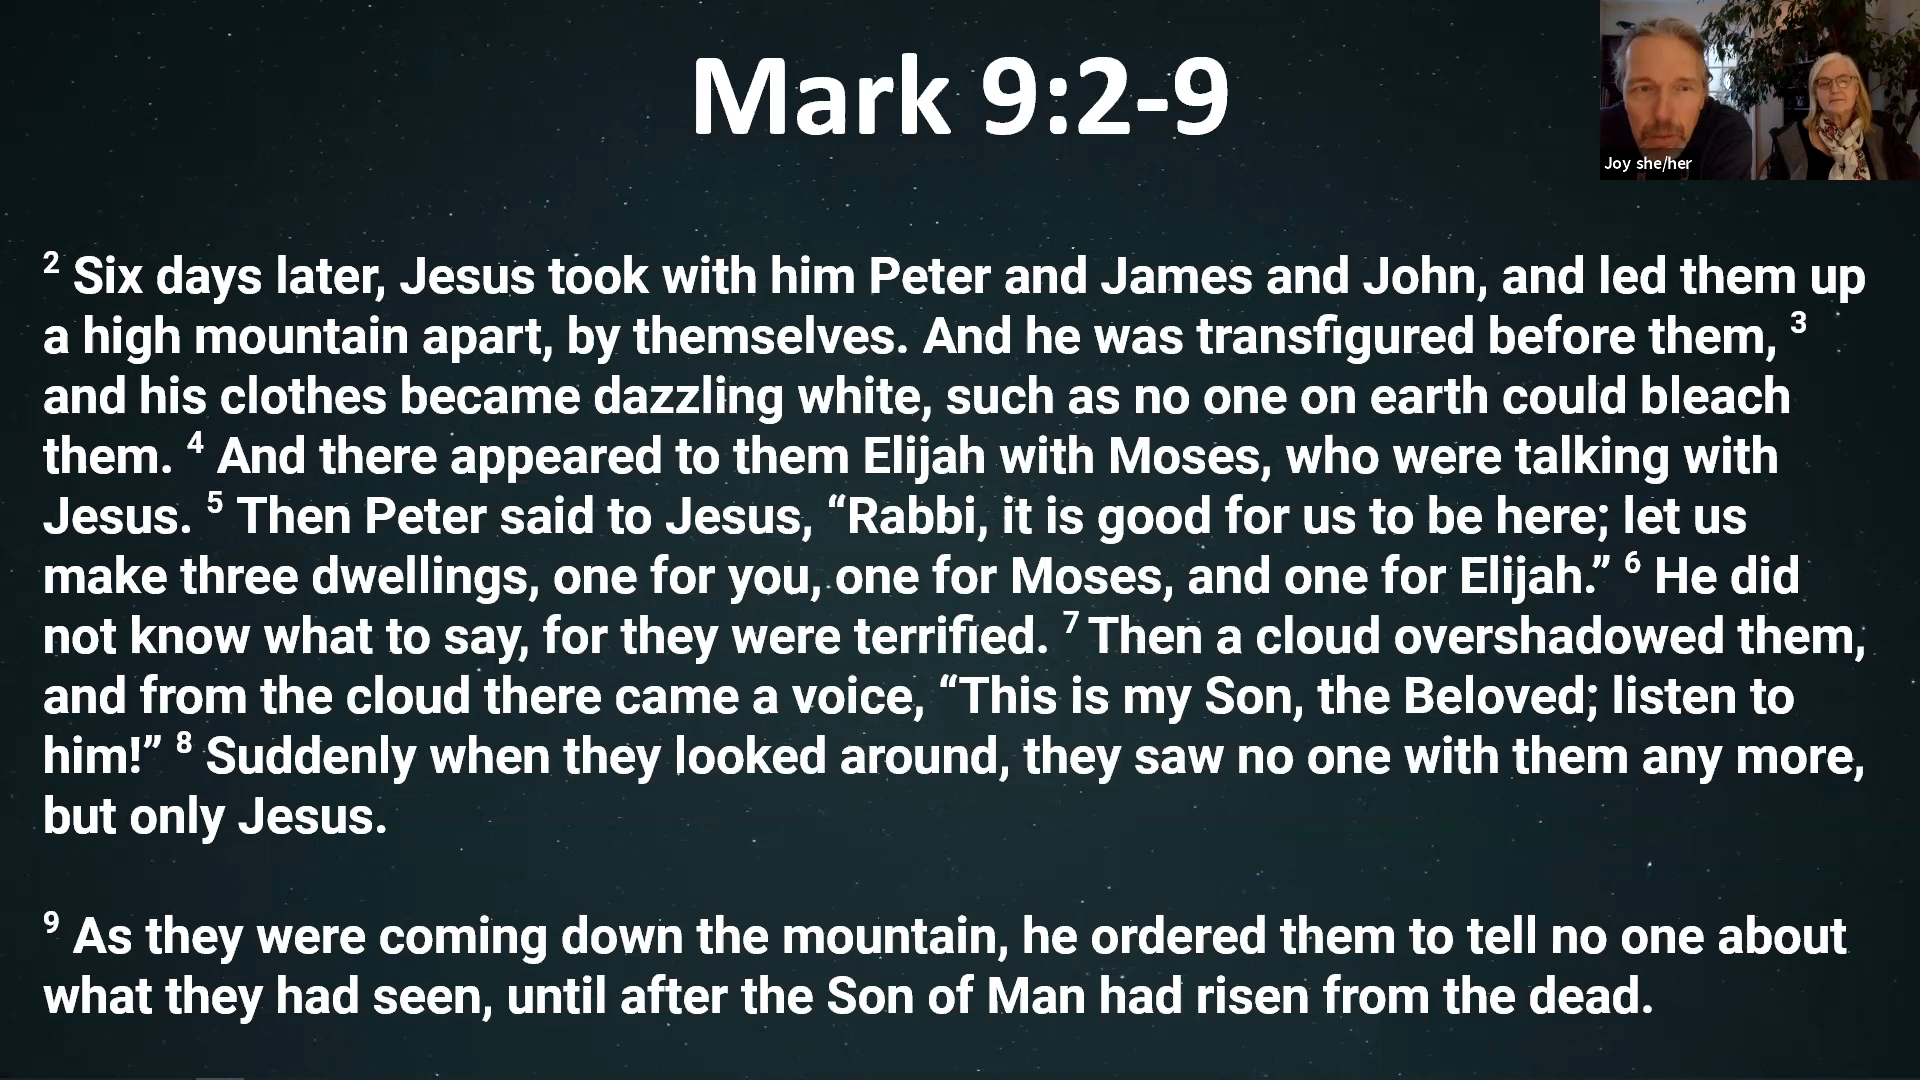 Mark 9:2-9
Joy she/her
2 Six days later, Jesus took with him Peter and James and John, and led them up
a high mountain apart, by themselves. And he was transfigured before them, 3
and his clothes became dazzling white, such as no one on earth could bleach
them. 4 And there appeared to them Elijah with Moses, who were talking with
Jesus. 5 Then Peter said to Jesus, “Rabbi, it is good for us to be here; let us
make three dwellings, one for you, one for Moses, and one for Elijah.” 6 He did
not know what to say, for they were terrified. 7 Then a cloud overshadowed them,
and from the cloud there came a voice, “This is my Son, the Beloved; listen to
him!” 8 Suddenly when they looked around, they saw no one with them any more,
but only Jesus.
9 As they were coming down the mountain, he ordered them to tell no one about
what they had seen, until after the Son of Man had risen from the dead.